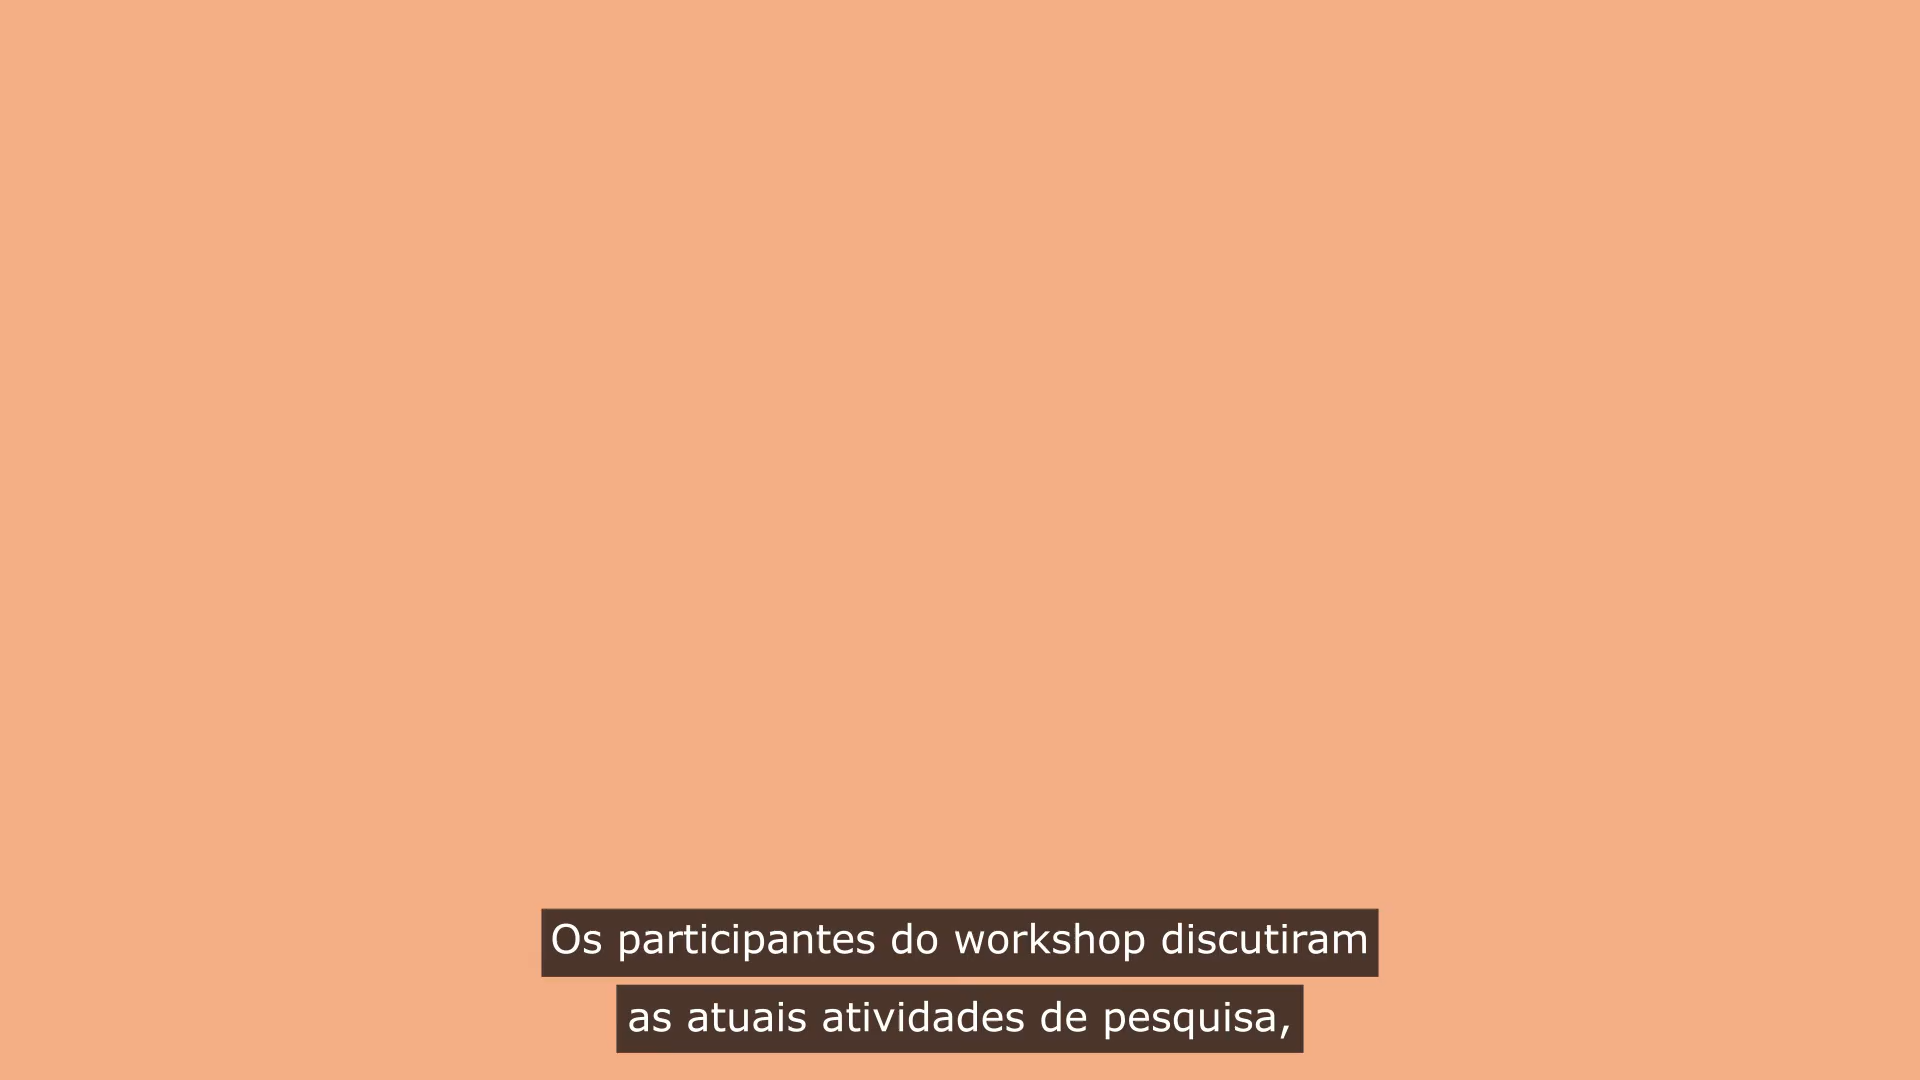 Os participantes do workshop discutiram
as atuais atividades de pesquisa,